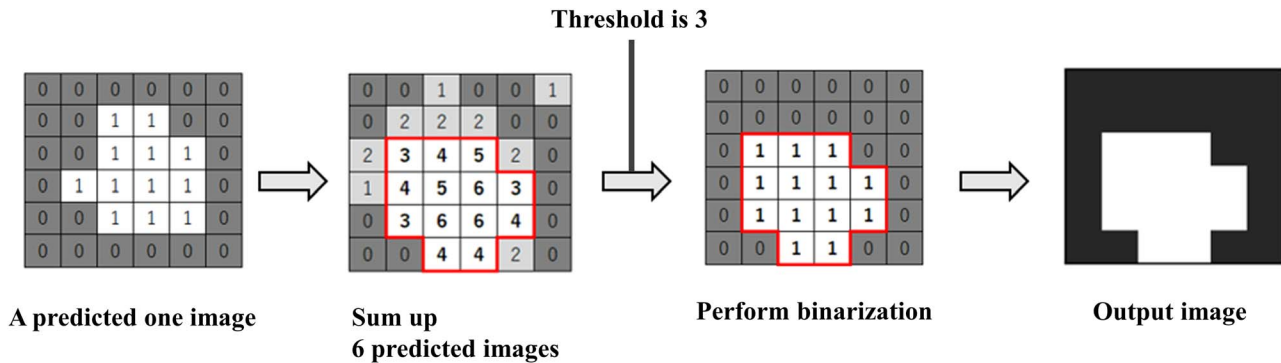 Threshold is 3
0 0 0 0 0 0
0 0 1 1 0 0
0 0 1 1 1 0
0 1 1 1 1 0
0 0 1 1 1 0
0 0 0 0 0 0
0 0 1 0 0 1
0 2 2 2 0 0
2 3 4 5 2 0
1 4 5 6 3 0
0 3 6 6 4 0
0 0 4 4 2 0
0 0 0 0 0 0
0 0 0 0 0 0
0 1 1 1 0 0
0 1 1 1 1 0
0 1 1 1 1 0
0 0 1 1 0 0
A predicted one image
Sum up
6 predicted images
Perform binarization
Output image